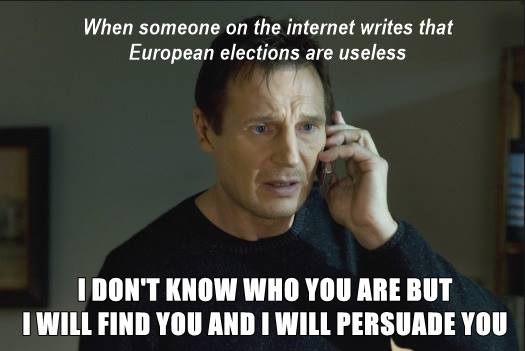 When someone on the internet writes that
European elections are useless
I DON'T KNOW WHO YOU ARE BUT
I WILL FIND YOU AND I WILL PERSUADE YOU